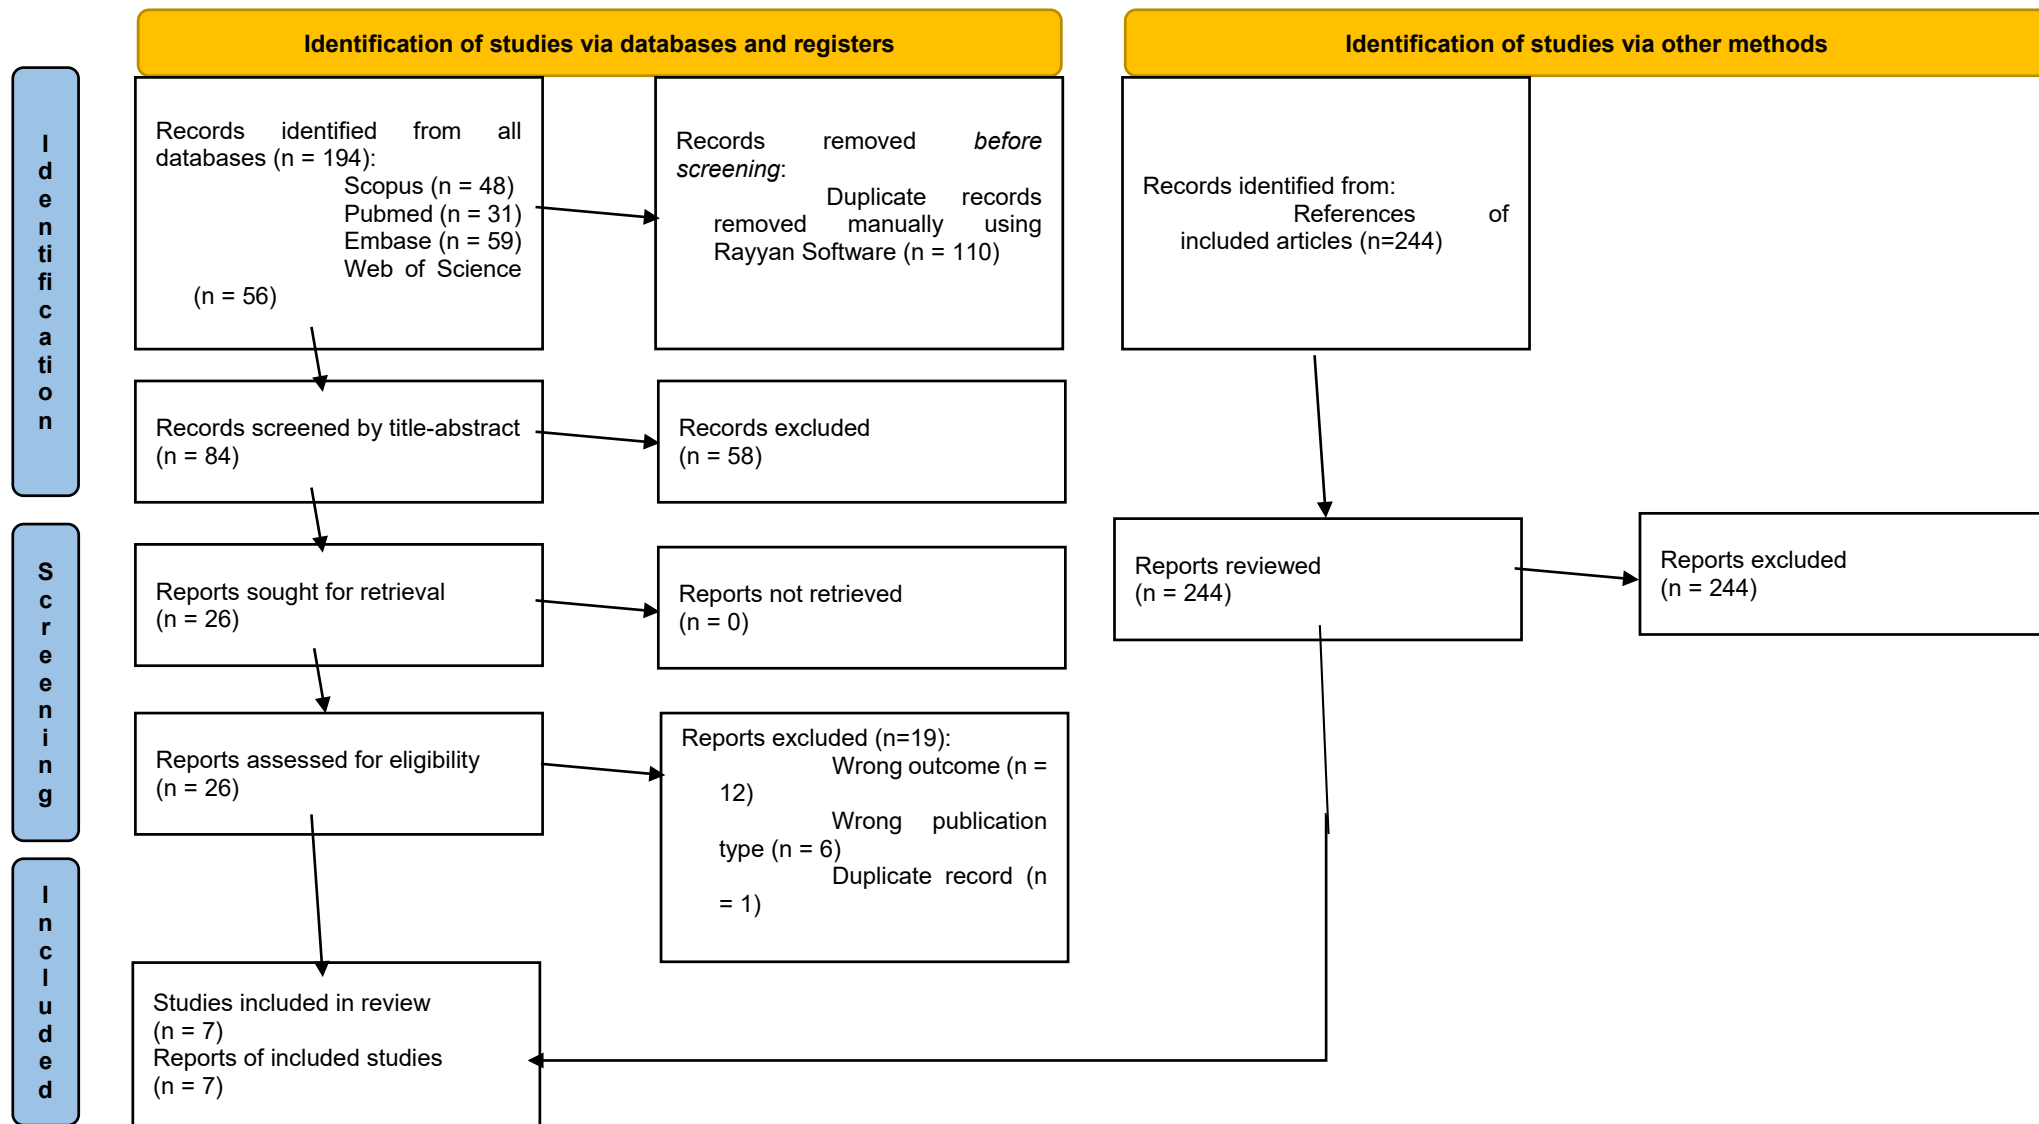 Identification of studies via databases and registers
Identification of studies via other methods
Identification
Records identified from all
databases (n = 194):
Scopus (n = 48)
Pubmed (n = 31)
Embase (n = 59)
Web of Science
(n = 56)
Records removed before
screening:
Duplicate records
removed manually using
Rayyan Software (n = 110)
Records identified from:
References of
included articles (n=244)
Records screened by title-abstract
(n = 84)
Records excluded
(n = 58)
Screening
Reports sought for retrieval
(n = 26)
Reports not retrieved
(n = 0)
Reports reviewed
(n = 244)
Reports excluded
(n = 244)
Reports assessed for eligibility
(n = 26)
Reports excluded (n=19):
Wrong outcome (n =
12)
Wrong publication
type (n = 6)
Duplicate record (n
= 1)
Included
Studies included in review
(n = 7)
Reports of included studies
(n = 7)